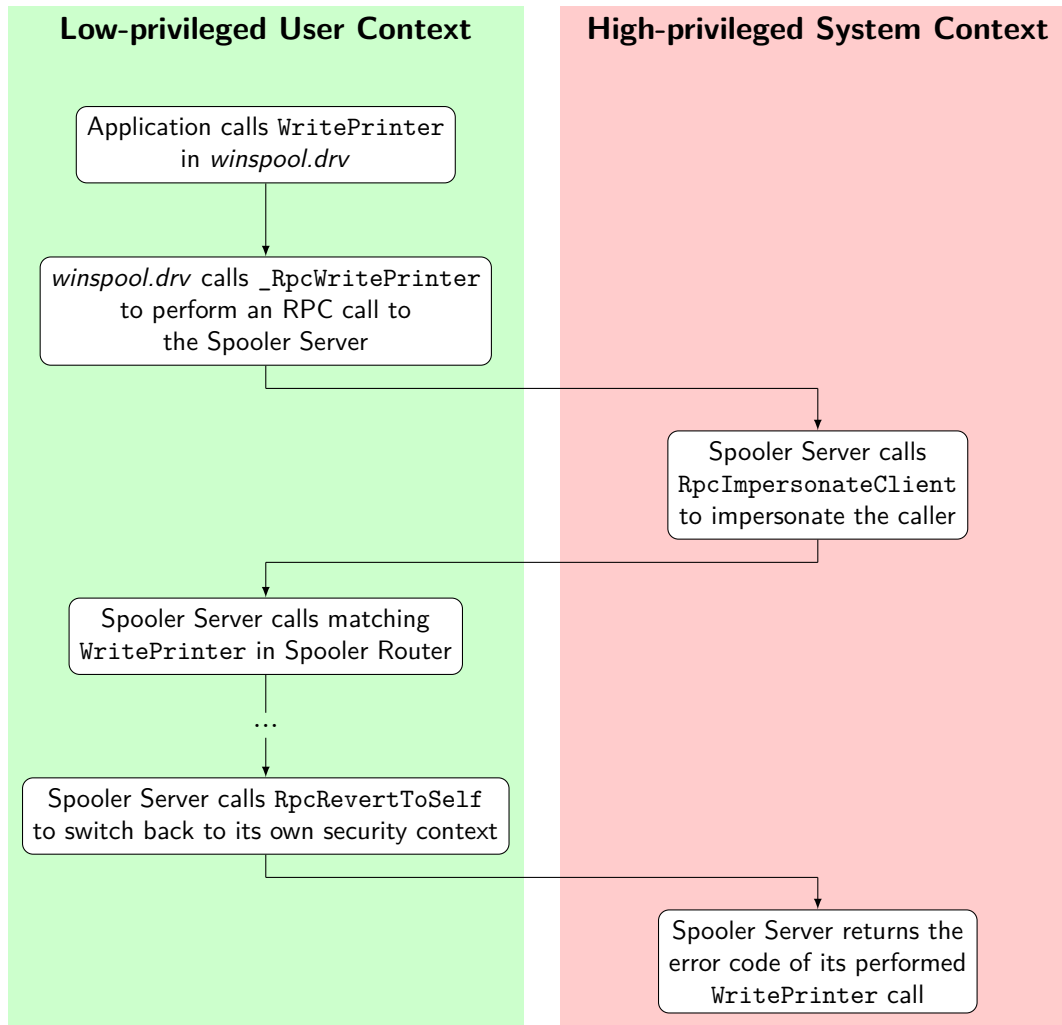 Low-privileged User Context
High-privileged System Context
Application calls WritePrinter
in winspool.drv
winspool.drv calls _RpcWritePrinter
to perform an RPC call to
the Spooler Server
Spooler Server calls
RpcImpersonateClient
to impersonate the caller
Spooler Server calls matching
WritePrinter in Spooler Router
...
Spooler Server calls RpcRevertToSelf
to switch back to its own security context
Spooler Server returns the
error code of its performed
WritePrinter call